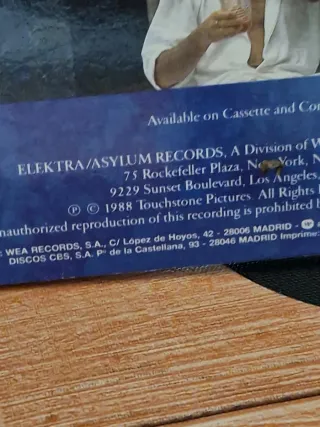 Available on Cassette and Com
ELEKTRA/ASYLUM RECORDS, A Division of W
75 Rockefeller Plaza, New York, N
9229 Sunset Boulevard, Los Angeles,
℗ © 1988 Touchstone Pictures. All Rights
nauthorized reproduction of this recording is prohibited b
: WEA RECORDS, S.A., C/ López de Hoyos, 42 - 28006 MADRID -
DISCOS CBS, S.A. Pº de la Castellana, 93 - 28046 MADRID Imprime: